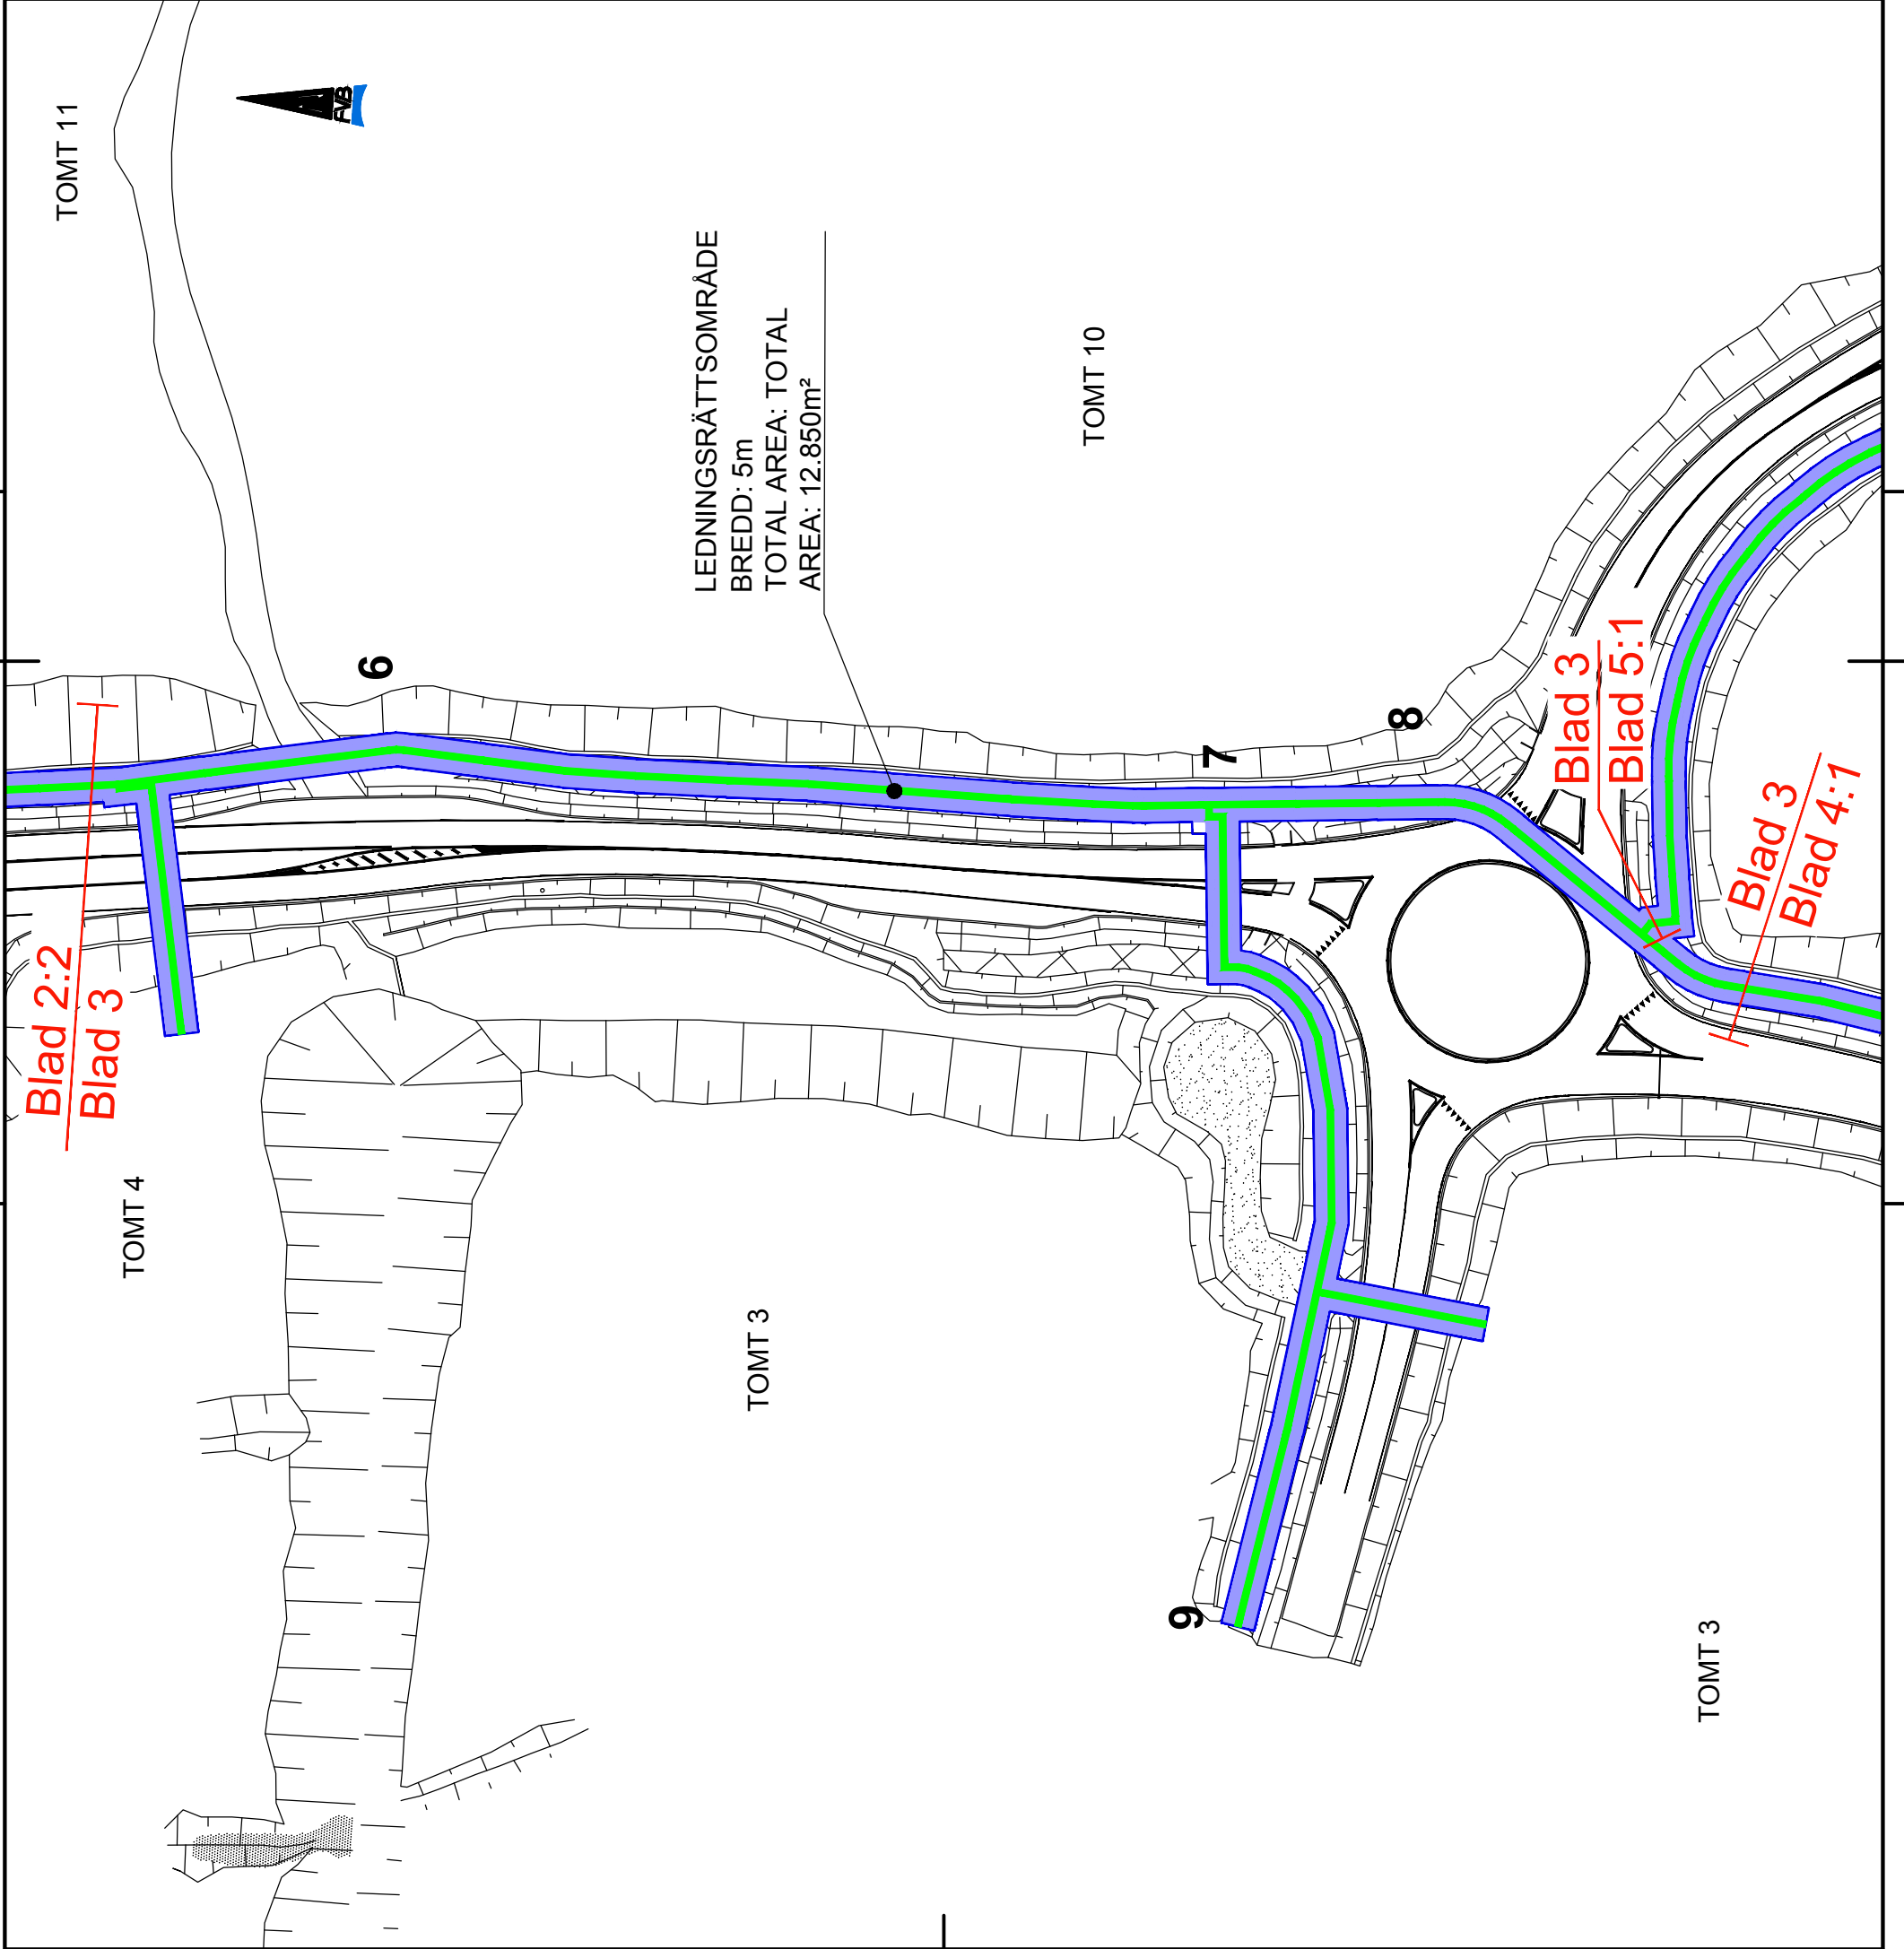 TOMT 11
FVB
LEDNINGSRÄTTSOMRÅDE
BREDD: 5m
TOTAL AREA: TOTAL
AREA: 12.850m²
TOMT 10
6
7
8
Blad 3
Blad 5:1
Blad 3
Blad 4:1
Blad 2:2
Blad 3
TOMT 4
TOMT 3
9
TOMT 3